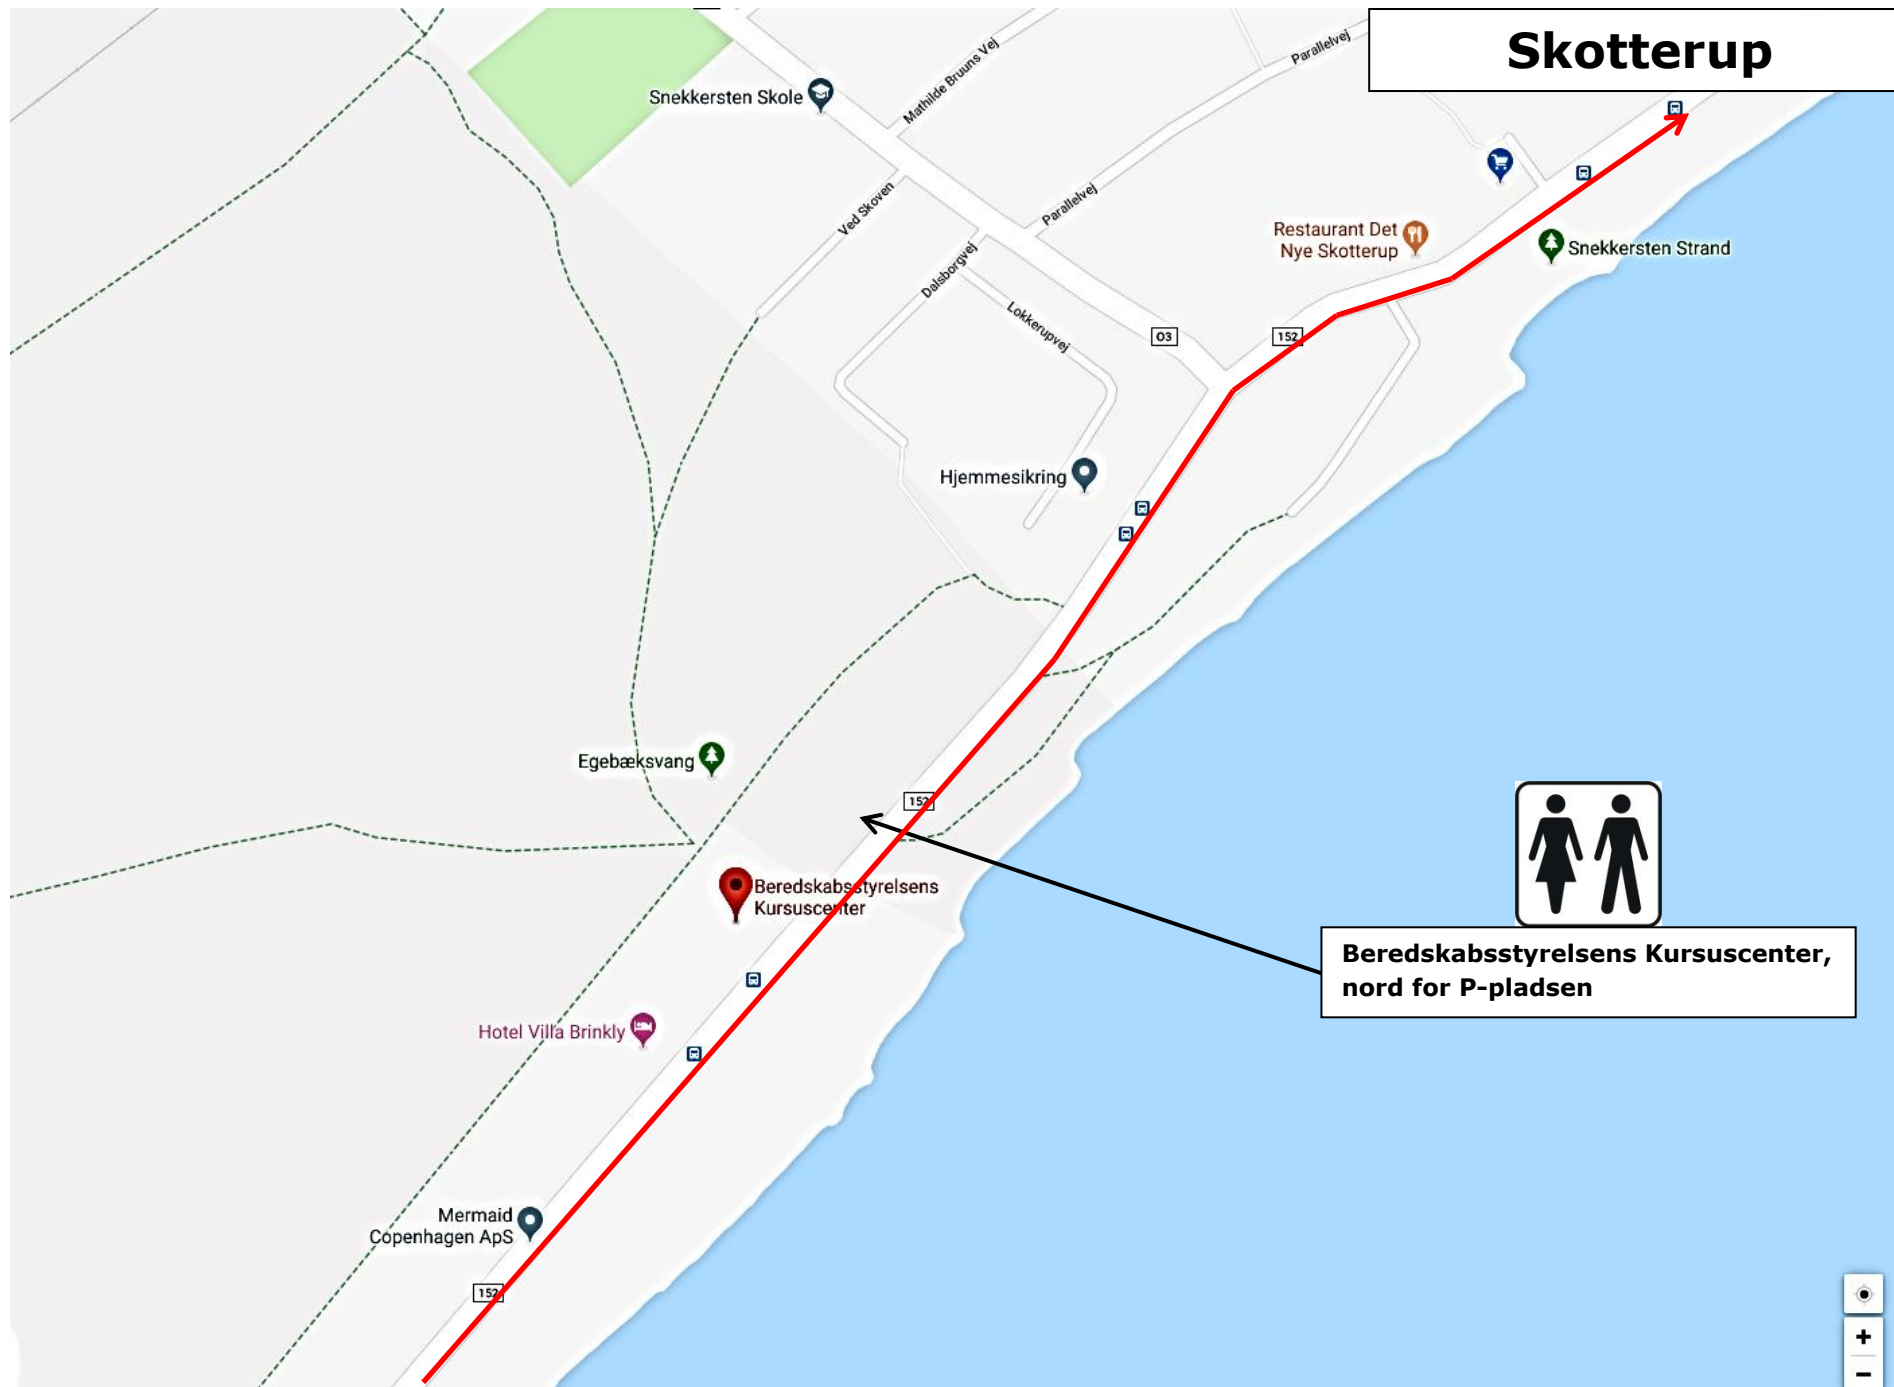 Skotterup
Snekkersten Skole
Mathilde Bruuns Vej
Parallelvej
Ved Skoven
Parallelvej
Dalsborgvej
Lokkerupvej
Restaurant Det
Nye Skotterup
Snekkersten Strand
O3
152
Hjemmesikring
Egebæksvang
152
Beredskabsstyrelsens
Kursuscenter
Beredskabsstyrelsens Kursuscenter,
nord for P-pladsen
Hotel Villa Brinkly
Mermaid
Copenhagen ApS
152
+
−